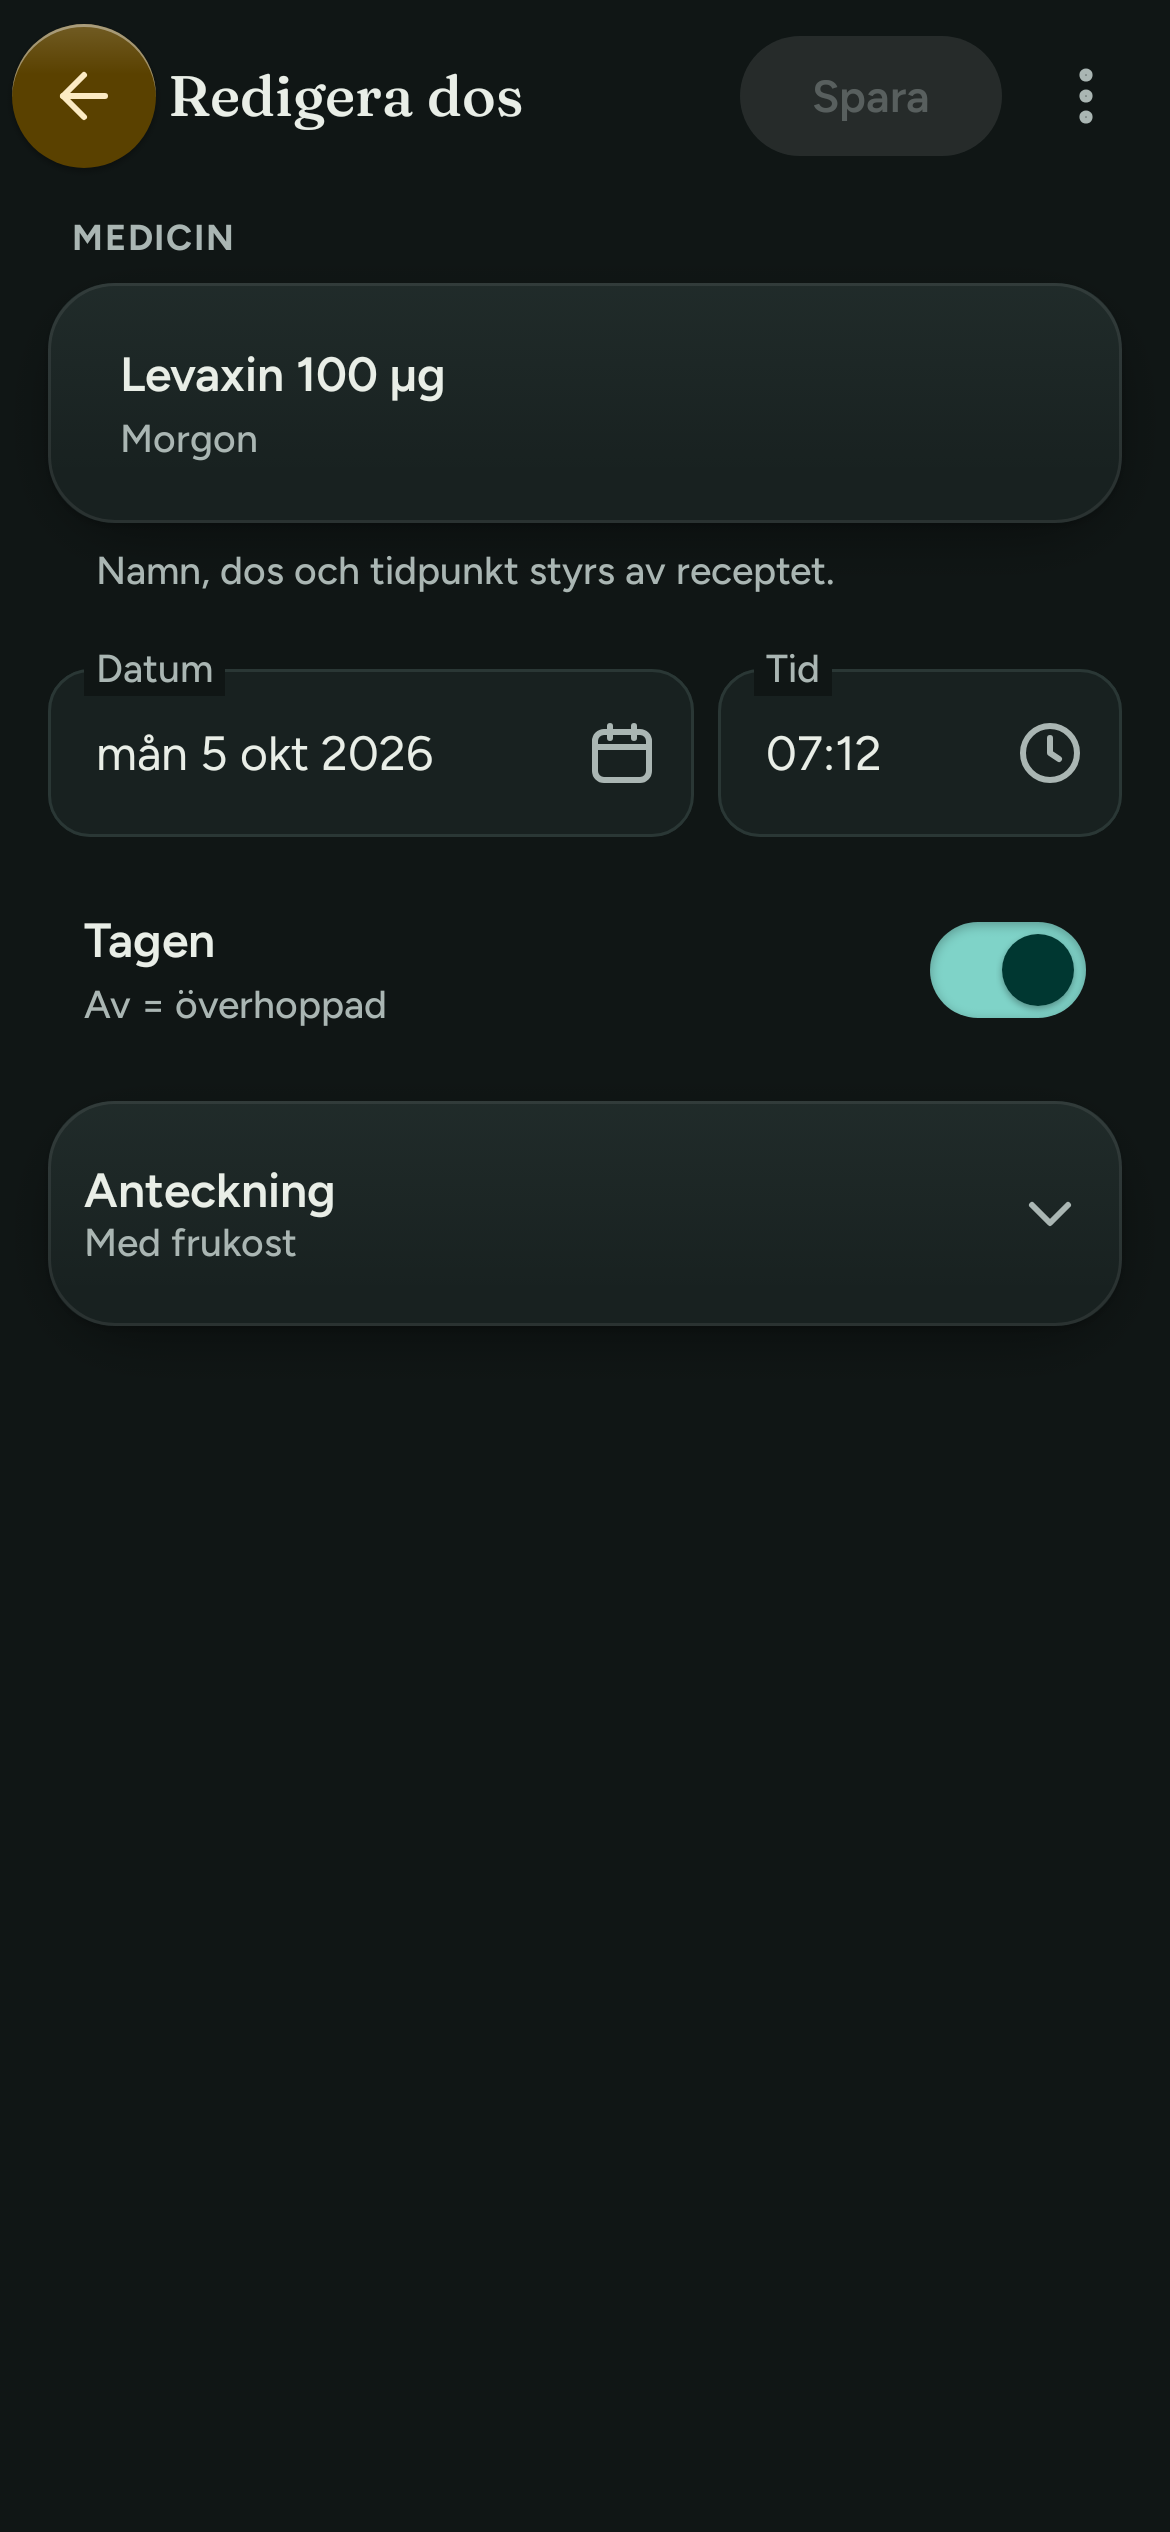 Redigera dos
Spara
MEDICIN
Levaxin 100 µg
Morgon
Namn, dos och tidpunkt styrs av receptet.
Datum
Tid
mån 5 okt 2026
07:12
Tagen
Av = överhoppad
Anteckning
Med frukost